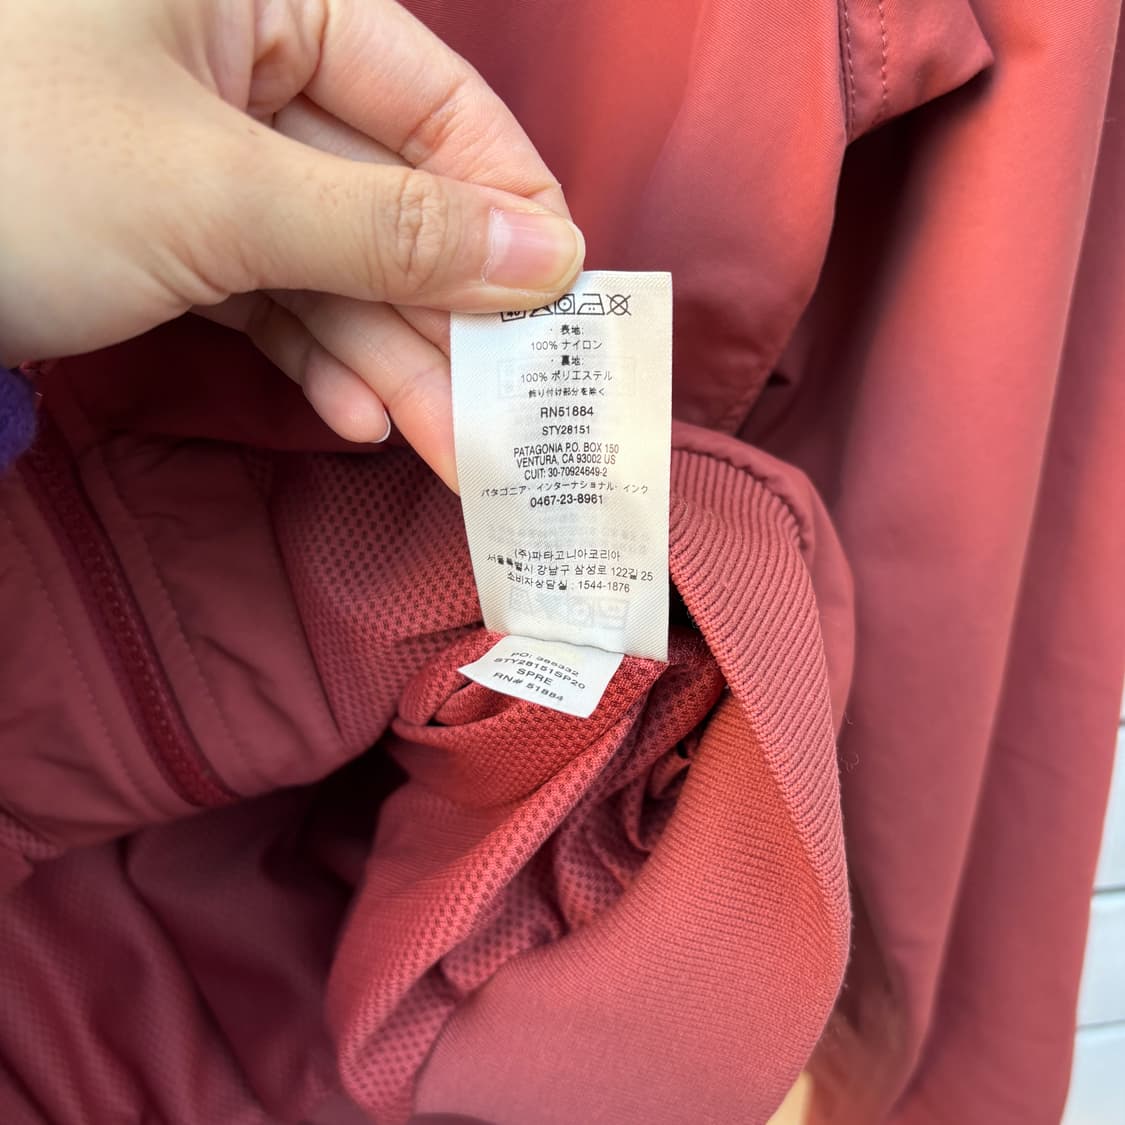 40
・ 表地:
100% ナイロン
・ 裏地:
100% ポリエステル
飾り付け部分を除く
RN51884
STY28151
PATAGONIA P.O. BOX 150
VENTURA, CA 93002 US
CUIT: 30-70924649-2
パタゴニア・インターナショナル・インク
0467-23-8961
(주)파타고니아코리아
서울특별시 강남구 삼성로 122길 25
소비자상담실 : 1544-1876
PO: 385332
STY28151SP20
SPRE
RN# 51884